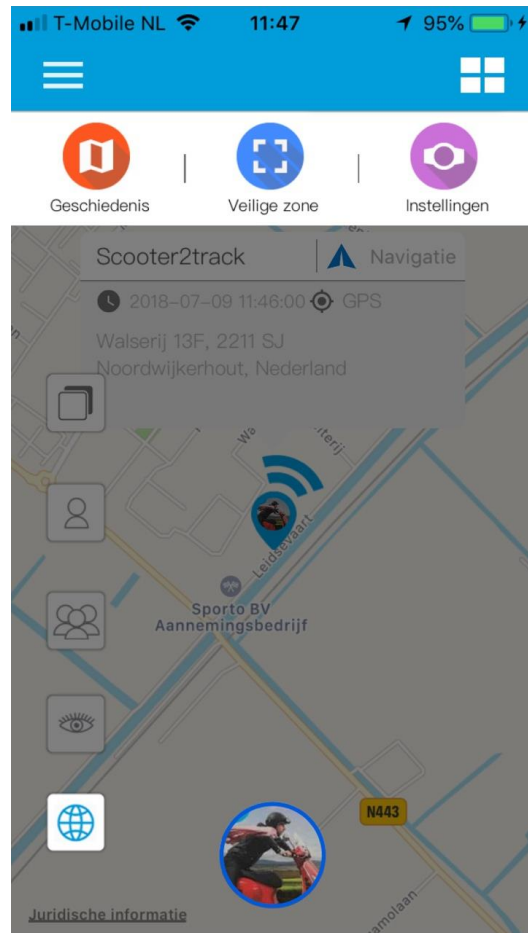 T-Mobile NL 11:47 95%
Geschiedenis | Veilige zone | Instellingen
Scooter2track Navigatie
2018-07-09 11:46:00 GPS
Walserij 13F, 2211 SJ
Noordwijkerhout, Nederland
Leidsevaart
Sporto BV
Aannemingsbedrijf
N443
Juridische informatie